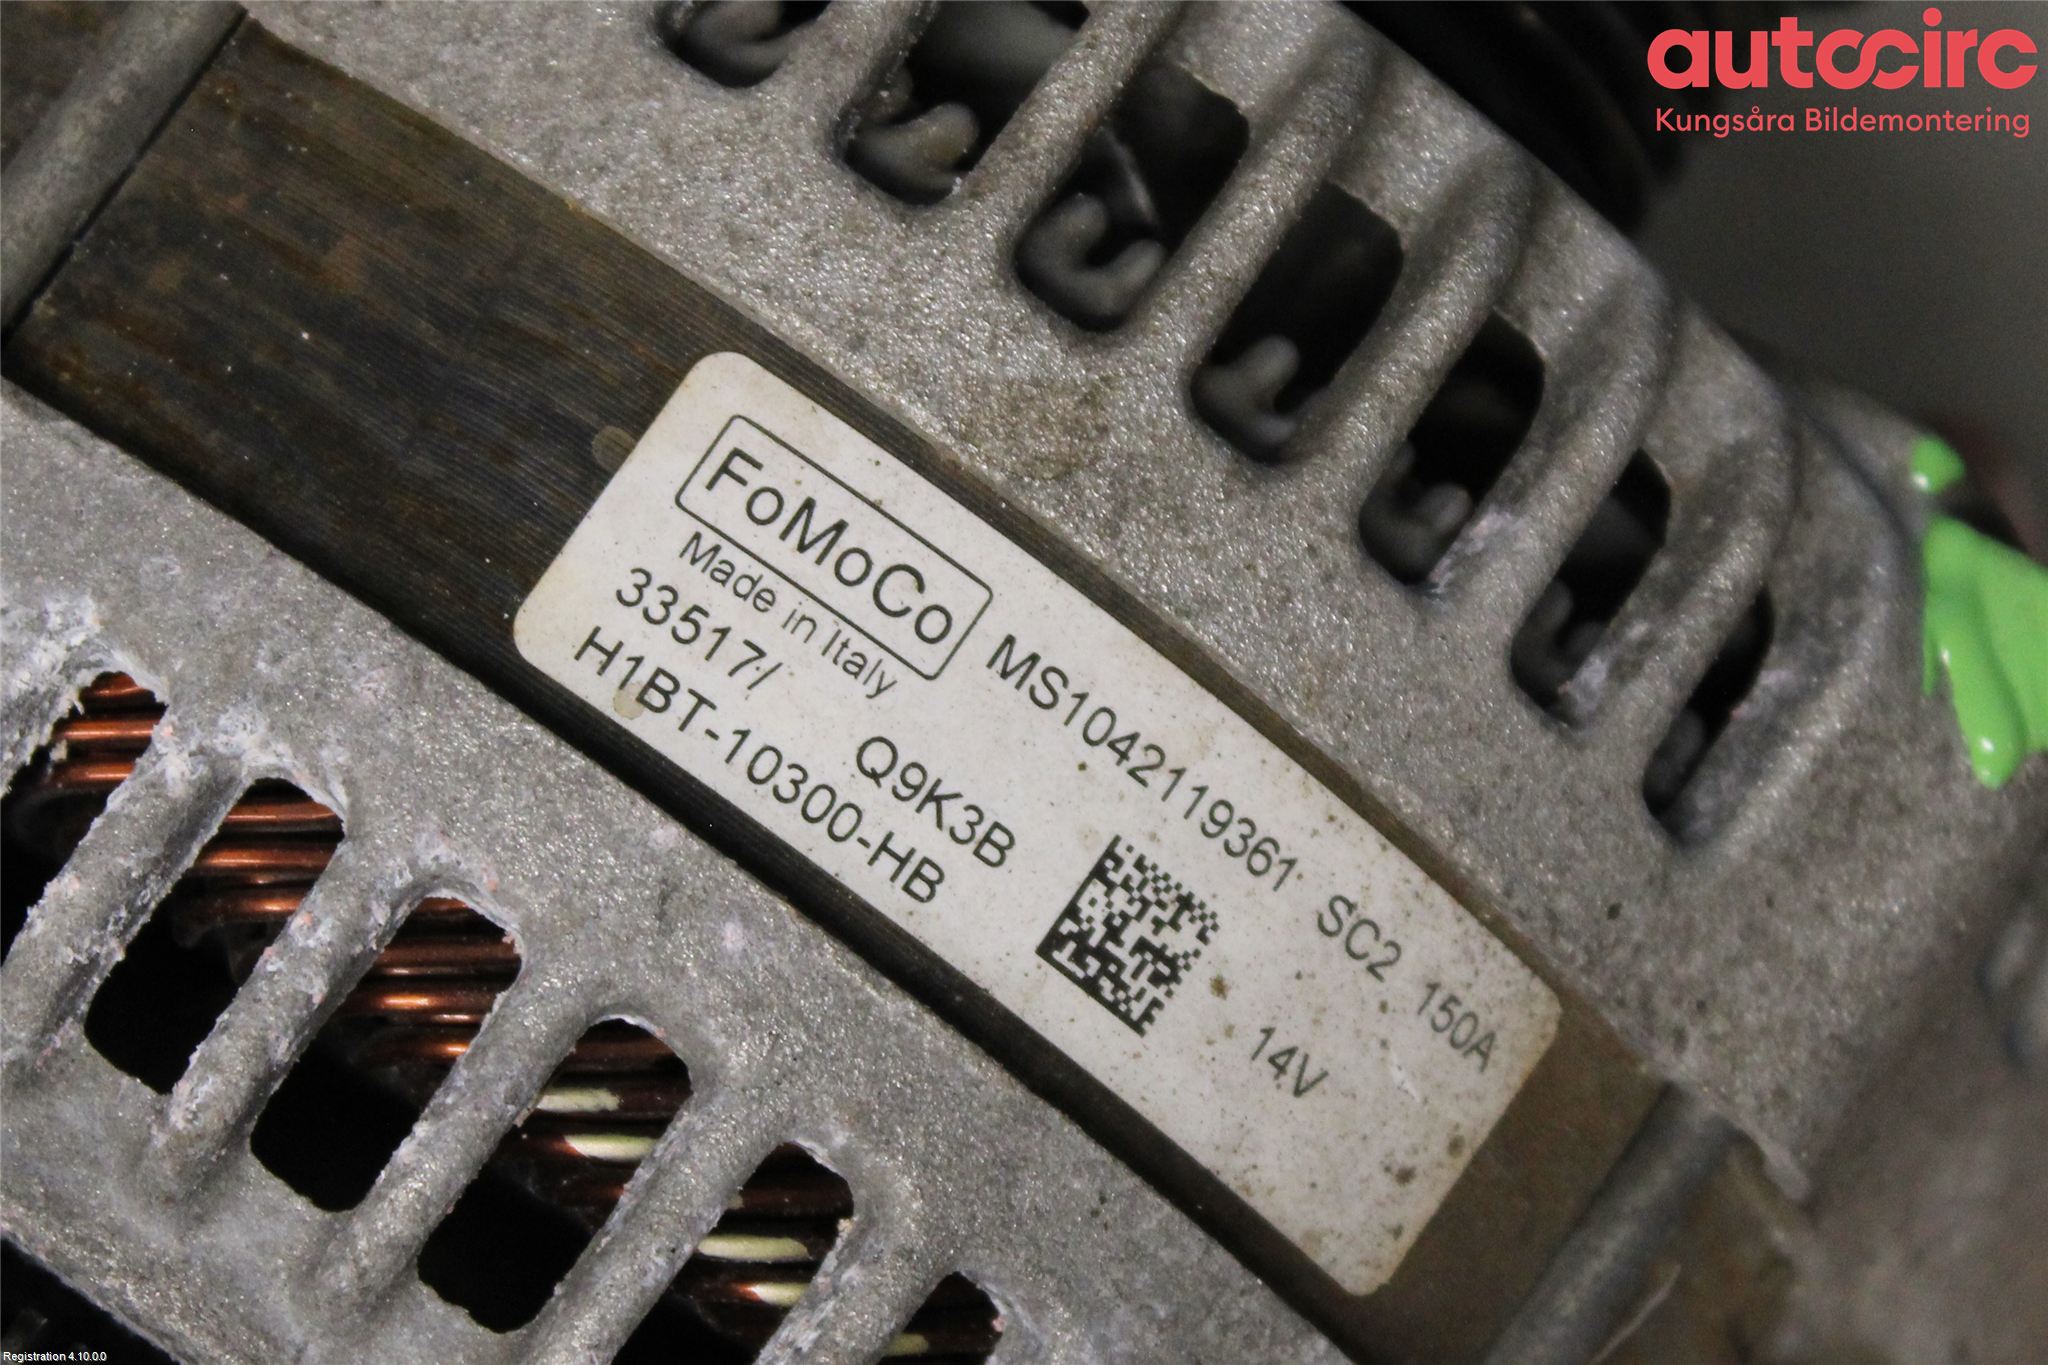 autocirc
Kungsåra Bildemontering
FoMoCo
Made in Italy
MS1042119361 SC2 150A
33517/ Q9K3B 14V
H1BT-10300-HB
Registration 4.10.0.0